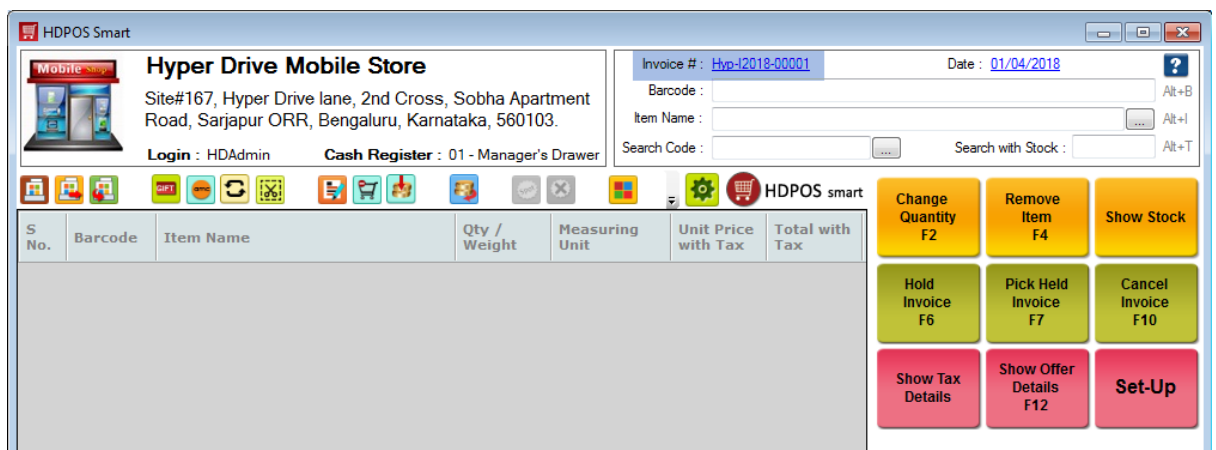 HDPOS Smart
Mobile Shop
Hyper Drive Mobile Store
Site#167, Hyper Drive lane, 2nd Cross, Sobha Apartment
Road, Sarjapur ORR, Bengaluru, Karnataka, 560103.
Login : HDAdmin Cash Register : 01 - Manager's Drawer
Invoice # : Hyp-I2018-00001 Date : 01/04/2018 ?
Barcode : Alt+B
Item Name : ... Alt+I
Search Code : ... Search with Stock : Alt+T
GIFT amc HDPOS smart
S No. Barcode Item Name Qty / Weight Measuring Unit Unit Price with Tax Total with Tax
Change
Quantity
F2
Remove
Item
F4
Show Stock
Hold
Invoice
F6
Pick Held
Invoice
F7
Cancel
Invoice
F10
Show Tax
Details
Show Offer
Details
F12
Set-Up